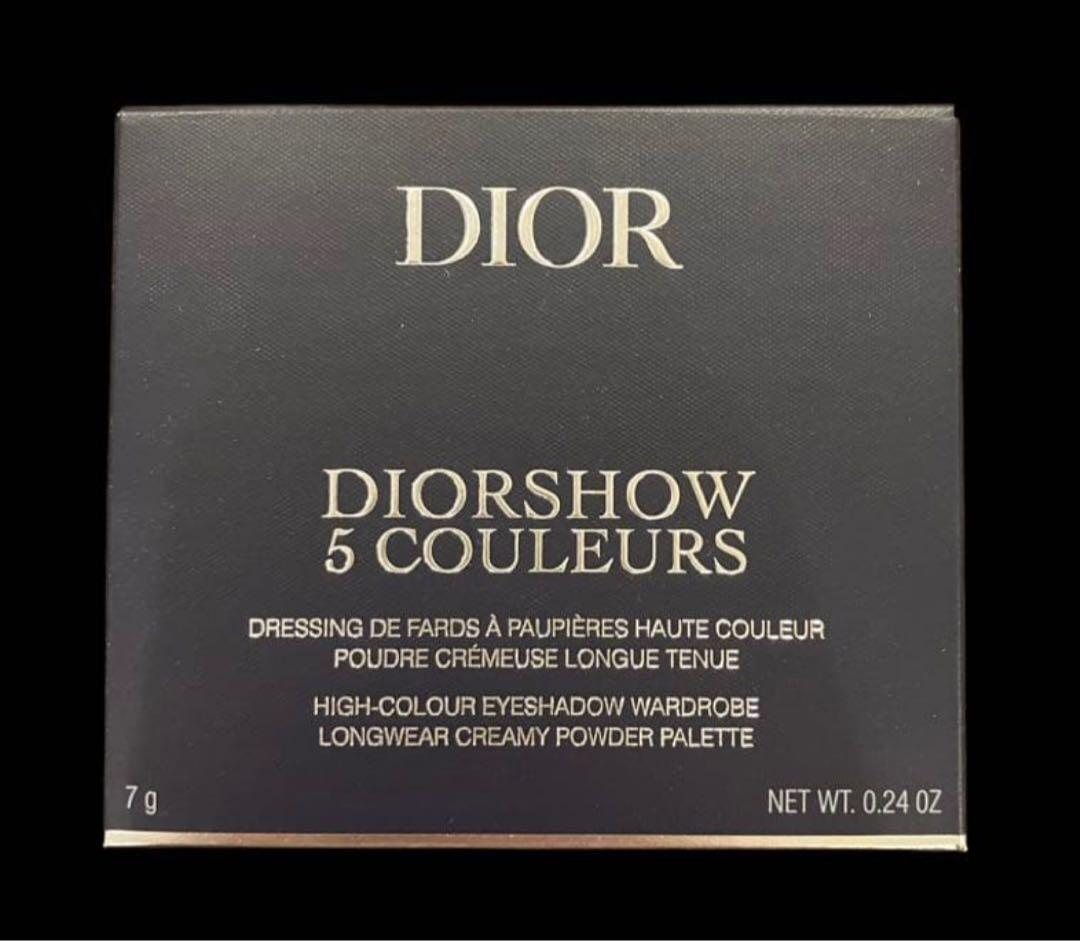 DIOR
DIORSHOW
5 COULEURS
DRESSING DE FARDS À PAUPIÈRES HAUTE COULEUR
POUDRE CRÉMEUSE LONGUE TENUE
HIGH-COLOUR EYESHADOW WARDROBE
LONGWEAR CREAMY POWDER PALETTE
7 g
NET WT. 0.24 OZ